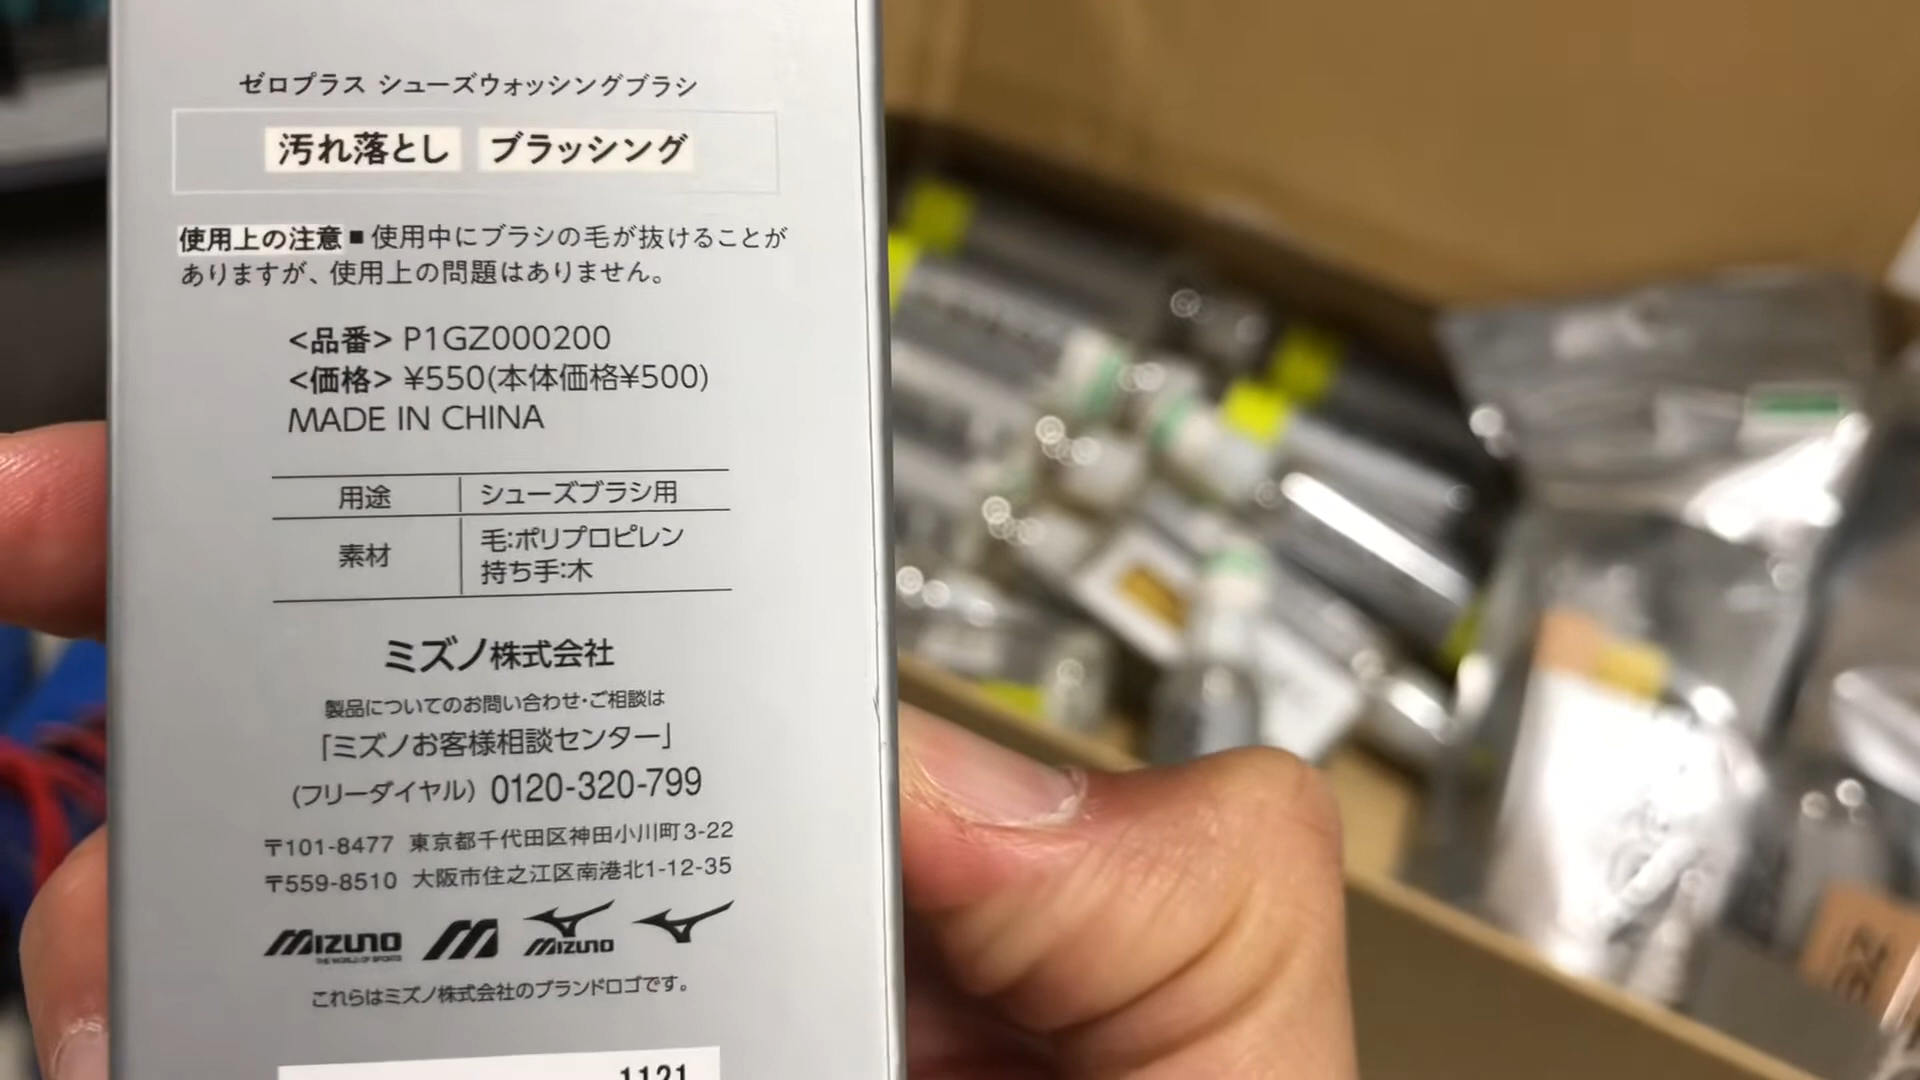 ゼロプラス シューズウォッシングブラシ
汚れ落とし ブラッシング
使用上の注意 ■使用中にブラシの毛が抜けることが
ありますが、使用上の問題はありません。
<品番> P1GZ000200
<価格> ¥550(本体価格¥500)
MADE IN CHINA
用途 シューズブラシ用
素材 毛:ポリプロピレン
持ち手:木
ミズノ株式会社
製品についてのお問い合わせ・ご相談は
「ミズノお客様相談センター」
(フリーダイヤル) 0120-320-799
〒101-8477 東京都千代田区神田小川町3-22
〒559-8510 大阪市住之江区南港北1-12-35
MIZUNO MIZUNO
THE WORLD OF SPORTS
これらはミズノ株式会社のブランドロゴです。
1121